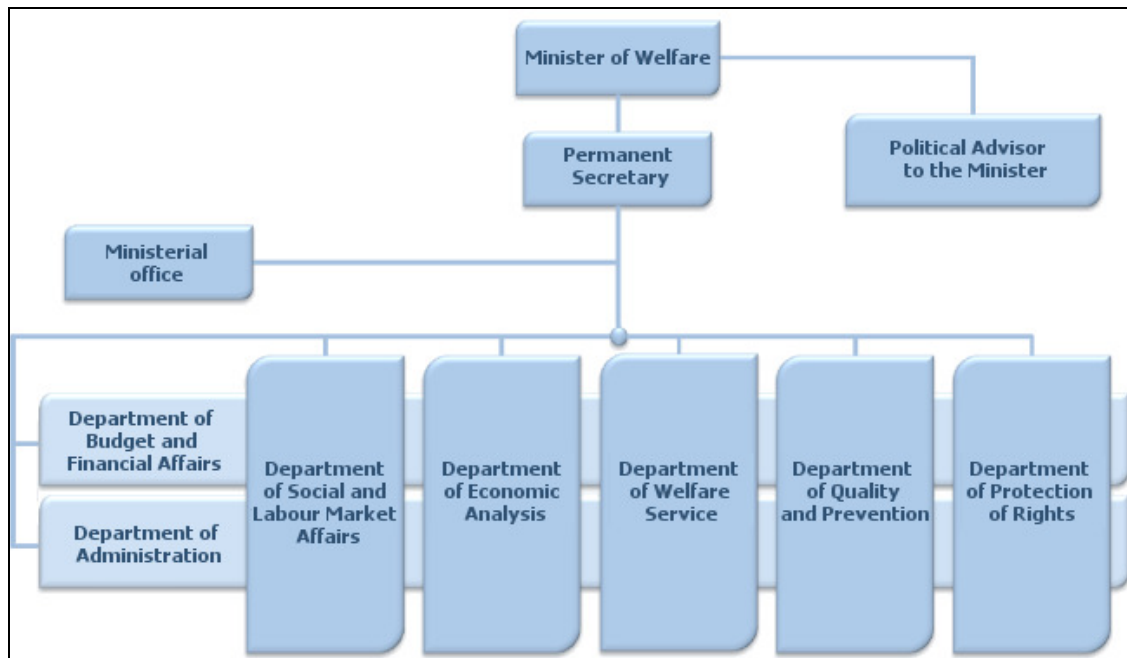 Minister of Welfare
Political Advisor
to the Minister
Permanent
Secretary
Ministerial
office
Department of
Budget and
Financial Affairs
Department of
Administration
Department
of Social and
Labour Market
Affairs
Department
of Economic
Analysis
Department
of Welfare
Service
Department
of Quality
and Prevention
Department
of Protection
of Rights